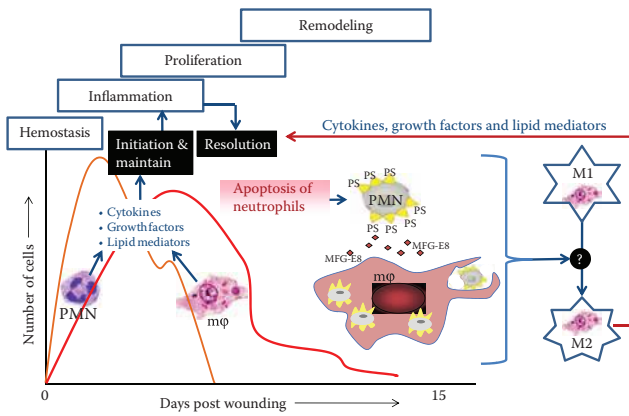 Remodeling
Proliferation
Inflammation
Hemostasis
Initiation &
maintain
Resolution
Cytokines, growth factors and lipid mediators
Apoptosis of
neutrophils
PS
PS
PS
PS
PS
PMN
PS
PS
PS
MFG-E8
MFG-E8
mφ
M1
?
M2
• Cytokines
• Growth factors
• Lipid mediators
PMN
mφ
Number of cells
0
15
Days post wounding